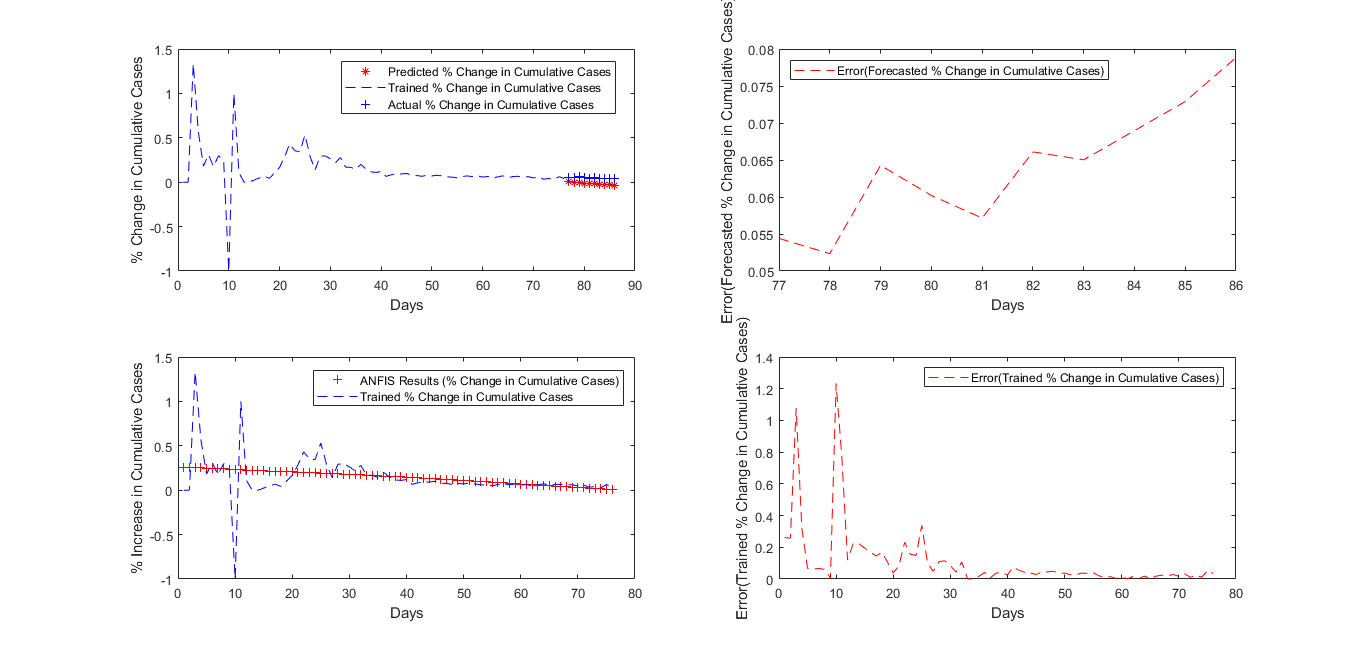 % Change in Cumulative Cases
1.5
1
0.5
0
-0.5
-1
Predicted % Change in Cumulative Cases
Trained % Change in Cumulative Cases
Actual % Change in Cumulative Cases
0 10 20 30 40 50 60 70 80 90
Days
Error(Forecasted % Change in Cumulative Cases)
0.08
0.075
0.07
0.065
0.06
0.055
0.05
Error(Forecasted % Change in Cumulative Cases)
77 78 79 80 81 82 83 84 85 86
Days
% Increase in Cumulative Cases
1.5
1
0.5
0
-0.5
-1
ANFIS Results (% Change in Cumulative Cases)
Trained % Change in Cumulative Cases
0 10 20 30 40 50 60 70 80
Days
Error(Trained % Change in Cumulative Cases)
1.4
1.2
1
0.8
0.6
0.4
0.2
0
Error(Trained % Change in Cumulative Cases)
0 10 20 30 40 50 60 70 80
Days